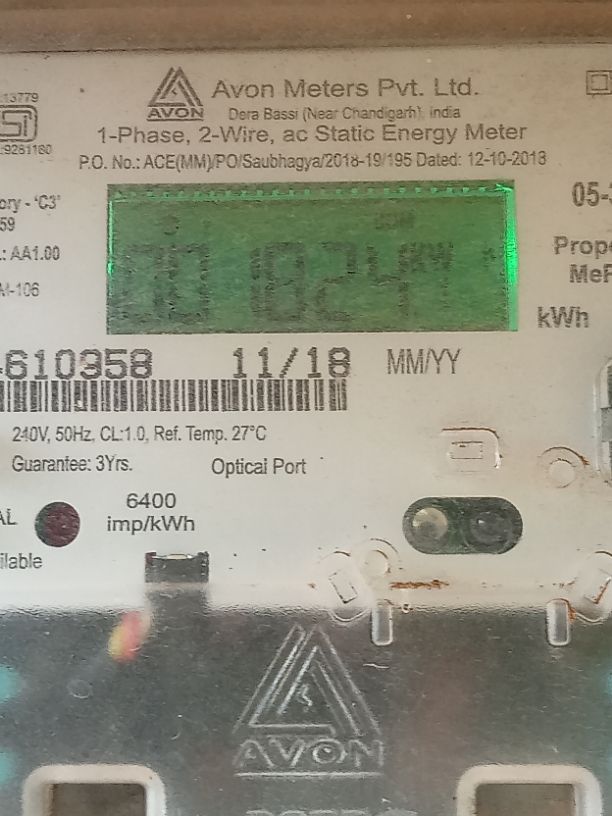 AVON
Avon Meters Pvt. Ltd.
Dera Bassi (Near Chandigarh), india
1-Phase, 2-Wire, ac Static Energy Meter
P.O. No.: ACE(MM)/PO/Saubhagya/2018-19/195 Dated: 12-10-2018
.13779
:9281160
ory - 'C3'
59
.: AA1.00
-106
05-
Prope
kWh
610958 11/18 MM/YY
240V, 50Hz, CL:1.0, Ref. Temp. 27°C
Guarantee: 3Yrs. Optical Port
AL
6400
imp/kWh
ilable
AVON